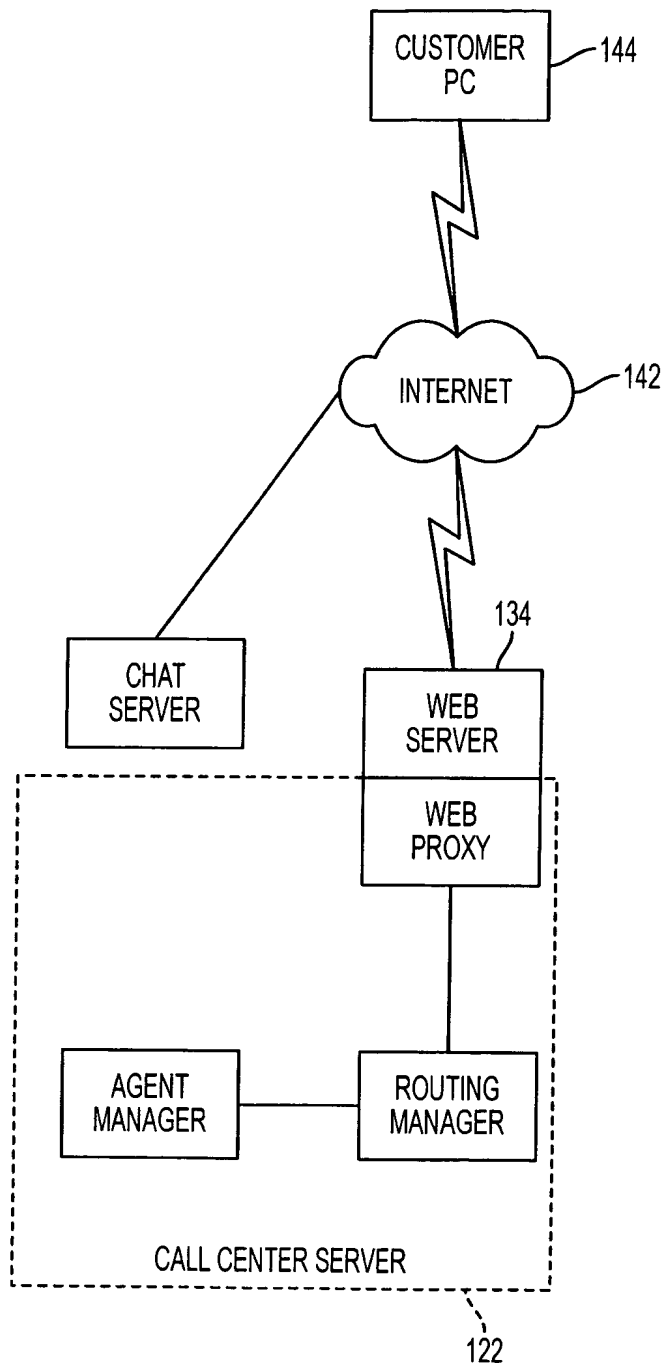 CUSTOMER
PC
144
INTERNET
142
134
CHAT
SERVER
WEB
SERVER
WEB
PROXY
AGENT
MANAGER
ROUTING
MANAGER
CALL CENTER SERVER
122